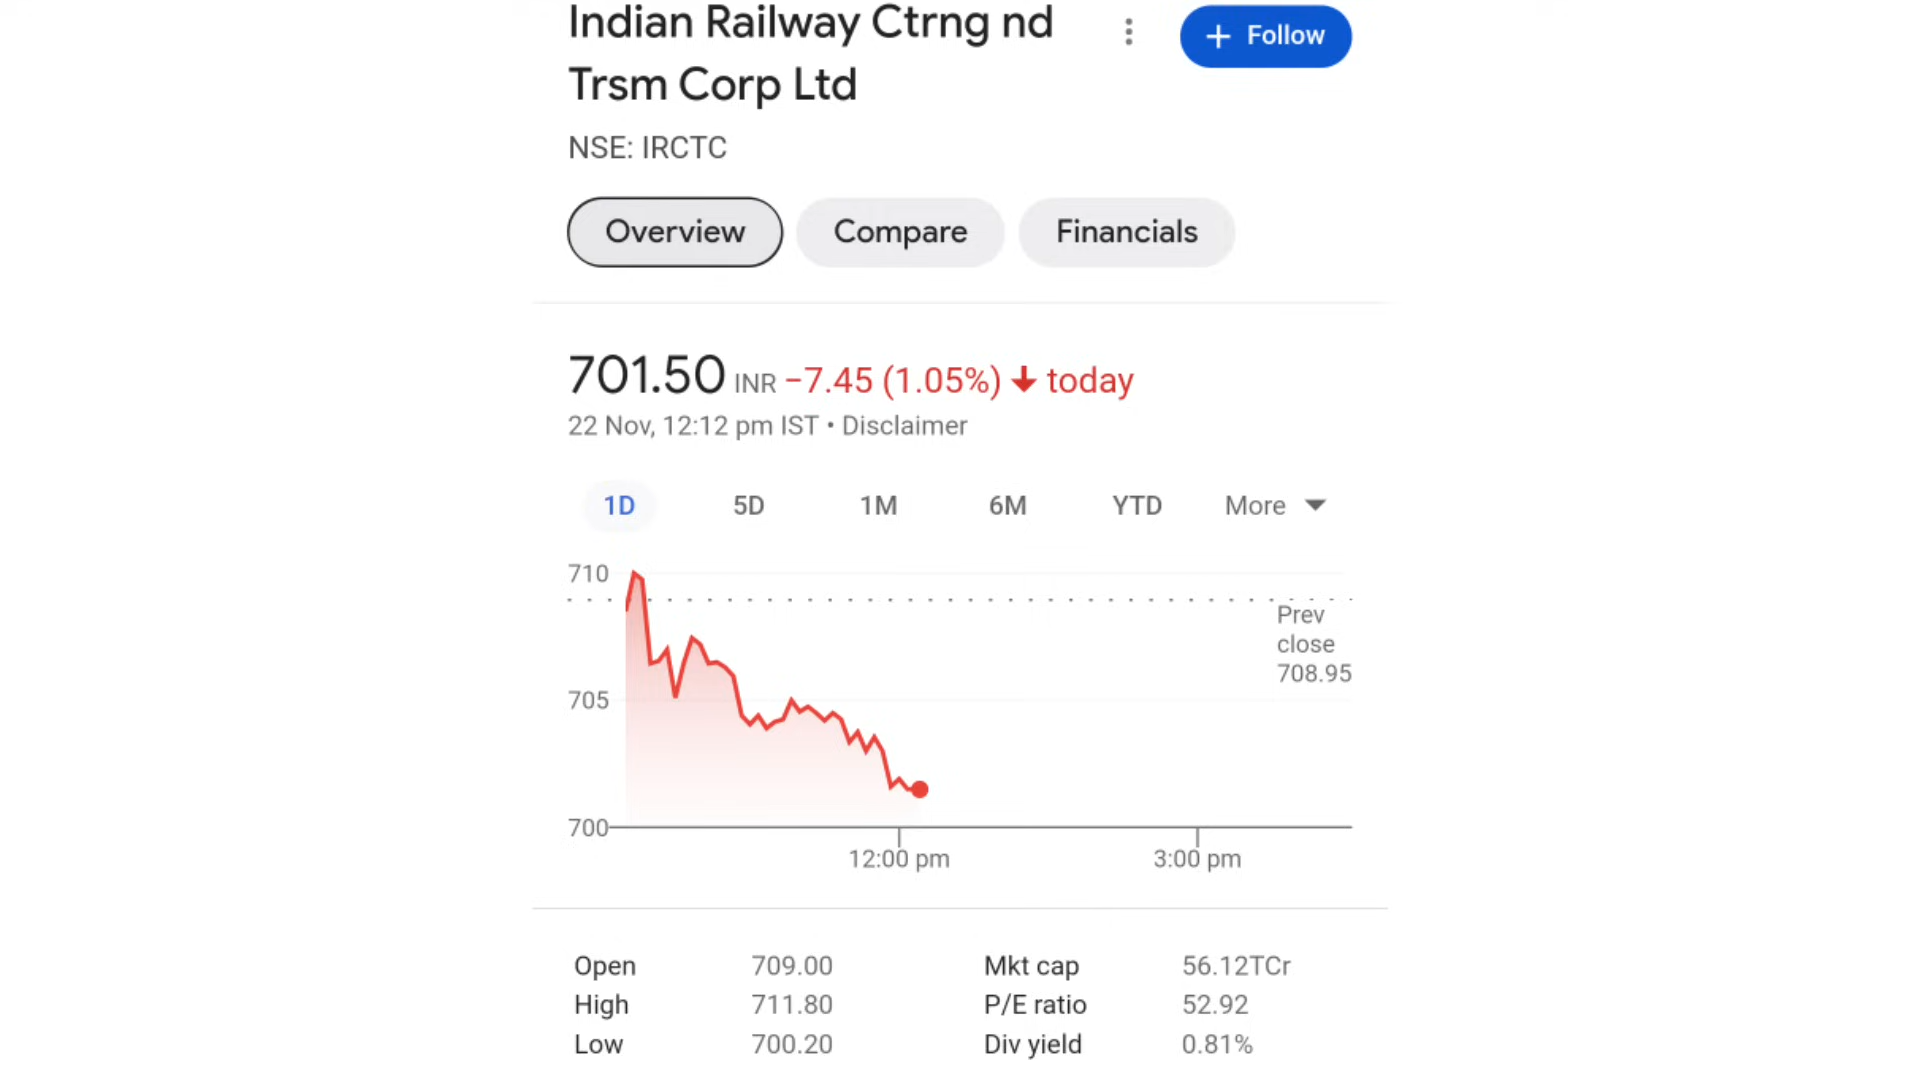 Indian Railway Ctrng nd
Trsm Corp Ltd
+ Follow
NSE: IRCTC
Overview Compare Financials
701.50 INR −7.45 (1.05%) ↓ today
22 Nov, 12:12 pm IST • Disclaimer
1D 5D 1M 6M YTD More
710
Prev
close
708.95
705
700
12:00 pm 3:00 pm
Open 709.00 Mkt cap 56.12TCr
High 711.80 P/E ratio 52.92
Low 700.20 Div yield 0.81%